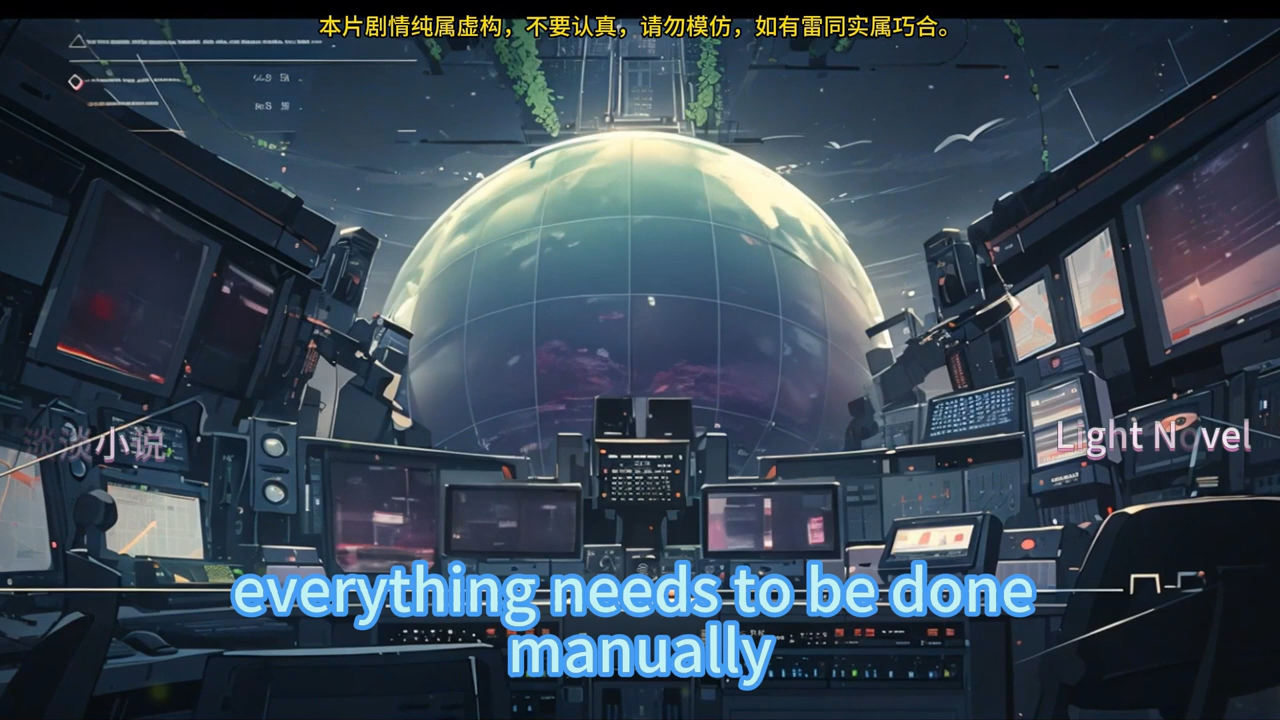 本片剧情纯属虚构，不要认真，请勿模仿，如有雷同实属巧合。
淡淡小说
Light Novel
everything needs to be done
manually